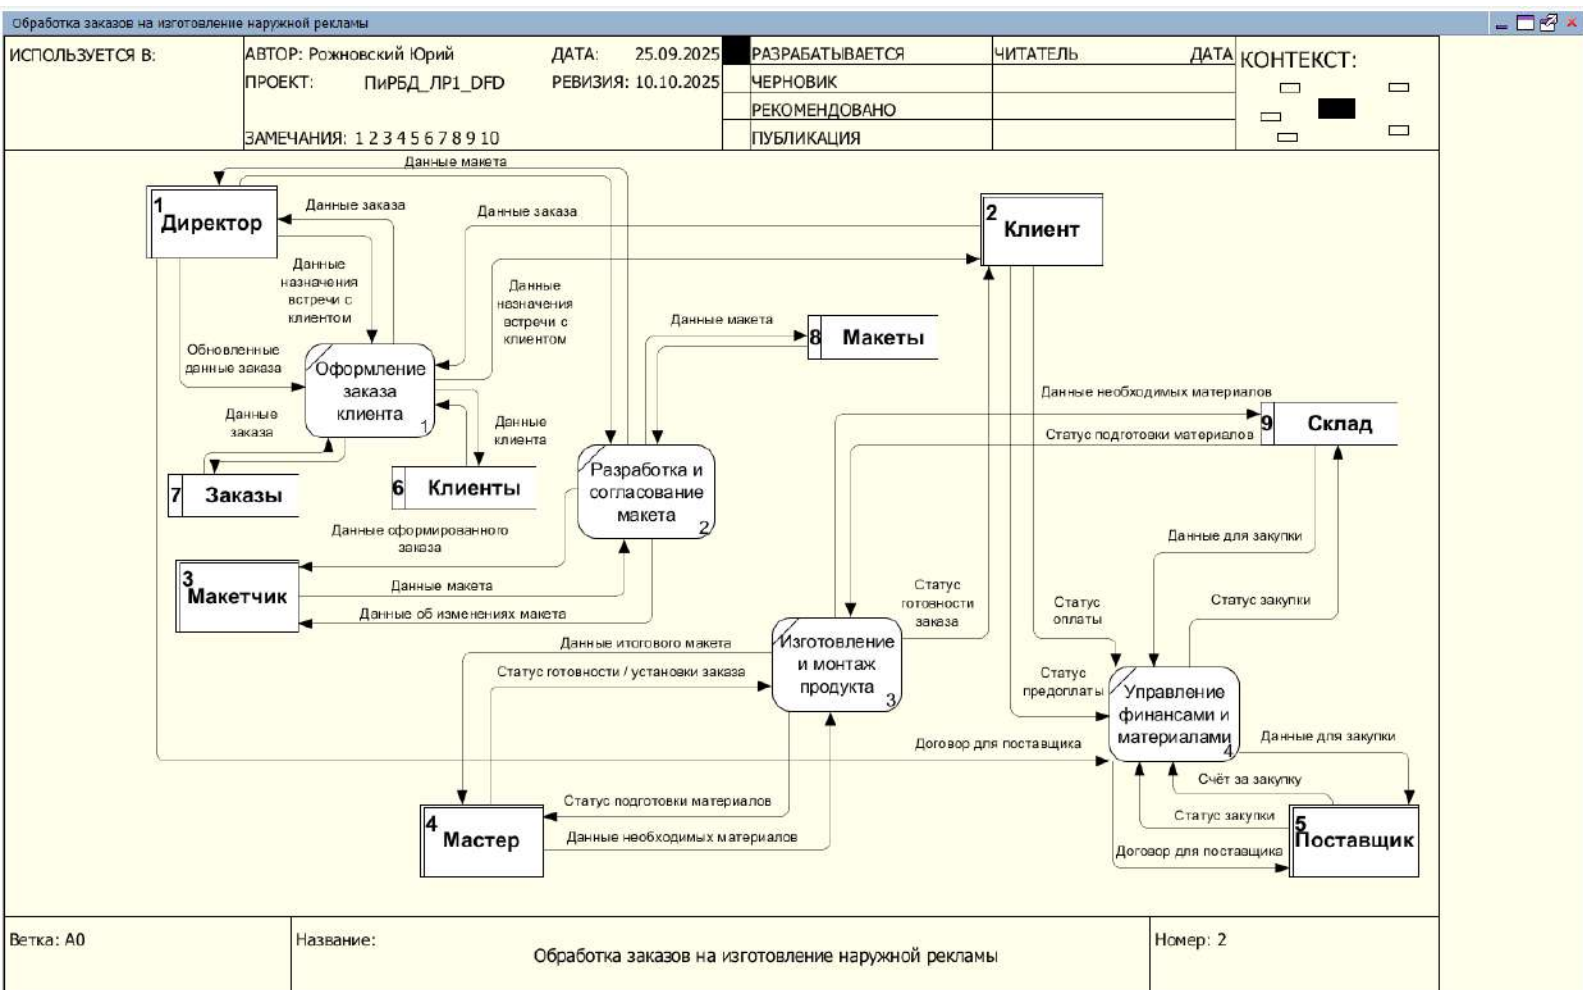 Обработка заказов на изготовление наружной рекламы
ИСПОЛЬЗУЕТСЯ В:
АВТОР: Рожновский Юрий
ДАТА: 25.09.2025
ПРОЕКТ: ПиРБД_ЛР1_DFD
РЕВИЗИЯ: 10.10.2025
ЗАМЕЧАНИЯ: 1 2 3 4 5 6 7 8 9 10
РАЗРАБАТЫВАЕТСЯ
ЧЕРНОВИК
РЕКОМЕНДОВАНО
ПУБЛИКАЦИЯ
ЧИТАТЕЛЬ
ДАТА
КОНТЕКСТ:
Данные макета
1
Директор
Данные заказа
Данные заказа
2
Клиент
Данные
назначения
встречи с
клиентом
Данные
назначения
встречи с
клиентом
Данные макета
8
Макеты
Обновленные
данные заказа
Оформление
заказа
клиента
1
Данные
заказа
Данные
клиента
Данные необходимых материалов
9
Склад
Статус подготовки материалов
7
Заказы
6
Клиенты
Разработка и
согласование
макета
2
Данные сформированного
заказа
Данные для закупки
3
Макетчик
Данные макета
Данные об изменениях макета
Статус
готовности
заказа
Статус
оплаты
Статус закупки
Данные итогового макета
Статус готовности / установки заказа
Изготовление
и монтаж
продукта
3
Статус
предоплаты
Управление
финансами и
материалами
4
Договор для поставщика
Данные для закупки
Счёт за закупку
Статус подготовки материалов
Статус закупки
4
Мастер
Данные необходимых материалов
5
Поставщик
Договор для поставщика
Ветка: A0
Название:
Обработка заказов на изготовление наружной рекламы
Номер: 2